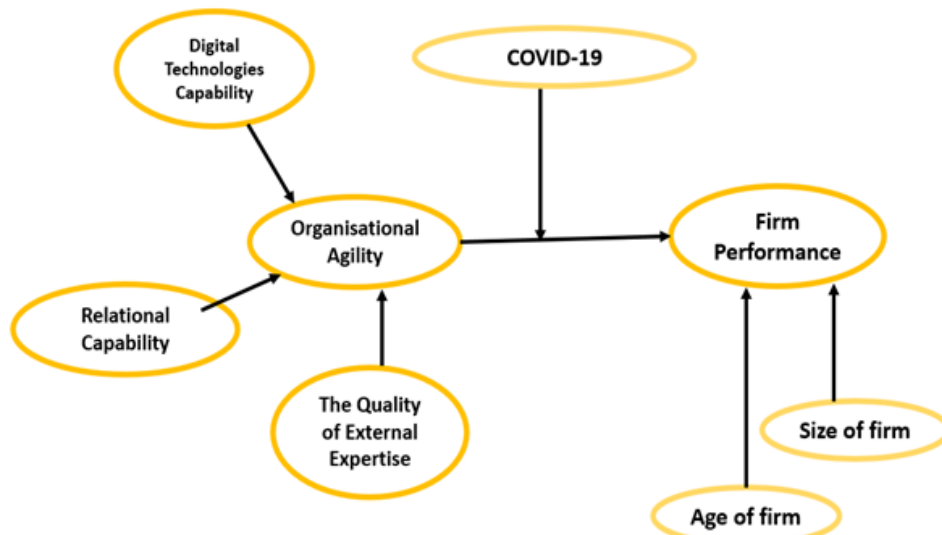 Digital
Technologies
Capability
COVID-19
Organisational
Agility
Firm
Performance
Relational
Capability
The Quality
of External
Expertise
Size of firm
Age of firm